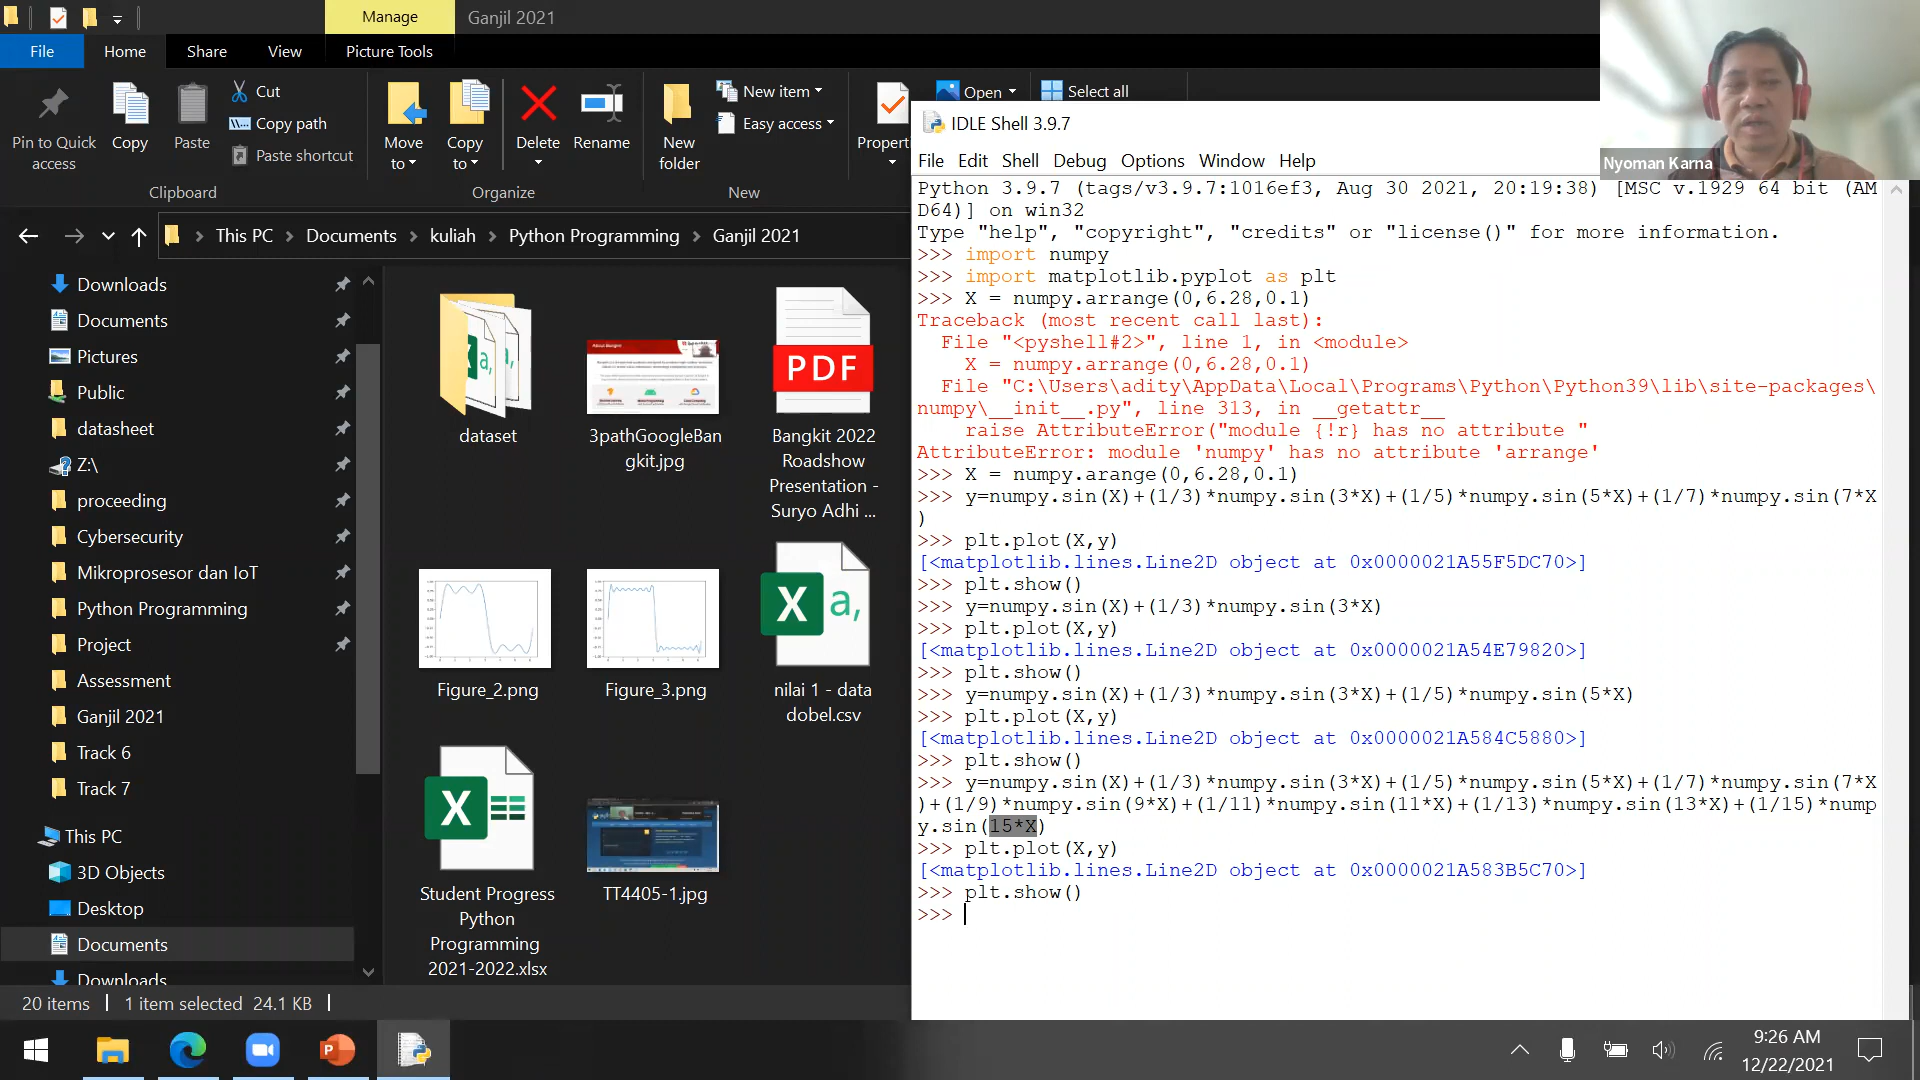 Manage
Ganjil 2021
File
Home
Share
View
Picture Tools
Pin to Quick
access
Copy
Paste
Cut
Copy path
Paste shortcut
Clipboard
Move
to
Copy
to
Delete
Rename
Organize
New
folder
New item
Easy access
New
Propert
Open
Select all
This PC
Documents
kuliah
Python Programming
Ganjil 2021
Downloads
Documents
Pictures
Public
datasheet
Z:\
proceeding
Cybersecurity
Mikroprosesor dan IoT
Python Programming
Project
Assessment
Ganjil 2021
Track 6
Track 7
This PC
3D Objects
Desktop
Documents
Downloads
dataset
3pathGoogleBan
gkit.jpg
PDF
Bangkit 2022
Roadshow
Presentation -
Suryo Adhi ...
Figure_2.png
Figure_3.png
X a,
nilai 1 - data
dobel.csv
X
Student Progress
Python
Programming
2021-2022.xlsx
TT4405-1.jpg
20 items
1 item selected 24.1 KB
Nyoman Karna
IDLE Shell 3.9.7
File Edit Shell Debug Options Window Help
Python 3.9.7 (tags/v3.9.7:1016ef3, Aug 30 2021, 20:19:38) [MSC v.1929 64 bit (AM
D64)] on win32
Type "help", "copyright", "credits" or "license()" for more information.
>>> import numpy
>>> import matplotlib.pyplot as plt
>>> X = numpy.arrange(0,6.28,0.1)
Traceback (most recent call last):
File "<pyshell#2>", line 1, in <module>
X = numpy.arrange(0,6.28,0.1)
File "C:\Users\adity\AppData\Local\Programs\Python\Python39\lib\site-packages\
numpy\__init__.py", line 313, in __getattr__
raise AttributeError("module {!r} has no attribute "
AttributeError: module 'numpy' has no attribute 'arrange'
>>> X = numpy.arange(0,6.28,0.1)
>>> y=numpy.sin(X)+(1/3)*numpy.sin(3*X)+(1/5)*numpy.sin(5*X)+(1/7)*numpy.sin(7*X
)
>>> plt.plot(X,y)
[<matplotlib.lines.Line2D object at 0x0000021A55F5DC70>]
>>> plt.show()
>>> y=numpy.sin(X)+(1/3)*numpy.sin(3*X)
>>> plt.plot(X,y)
[<matplotlib.lines.Line2D object at 0x0000021A54E79820>]
>>> plt.show()
>>> y=numpy.sin(X)+(1/3)*numpy.sin(3*X)+(1/5)*numpy.sin(5*X)
>>> plt.plot(X,y)
[<matplotlib.lines.Line2D object at 0x0000021A584C5880>]
>>> plt.show()
>>> y=numpy.sin(X)+(1/3)*numpy.sin(3*X)+(1/5)*numpy.sin(5*X)+(1/7)*numpy.sin(7*X
)+(1/9)*numpy.sin(9*X)+(1/11)*numpy.sin(11*X)+(1/13)*numpy.sin(13*X)+(1/15)*nump
y.sin(15*X)
>>> plt.plot(X,y)
[<matplotlib.lines.Line2D object at 0x0000021A583B5C70>]
>>> plt.show()
>>>
9:26 AM
12/22/2021